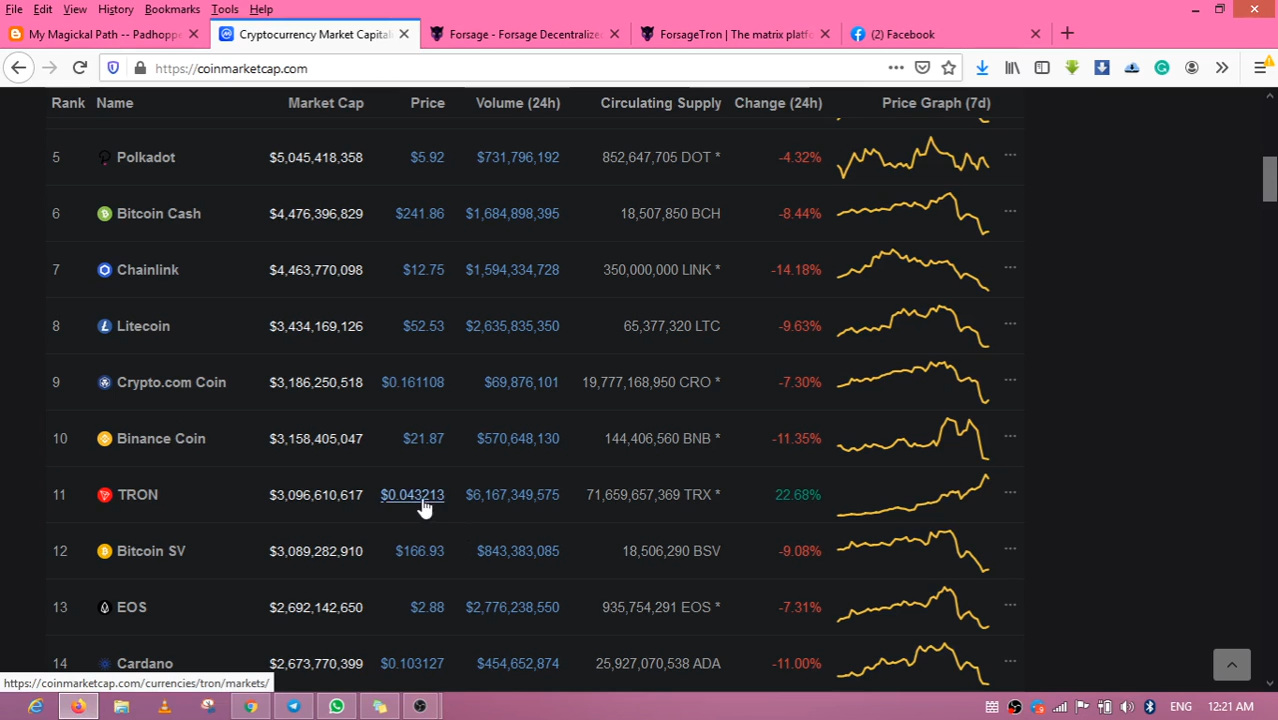 File Edit View History Bookmarks Tools Help
My Magickal Path -- Padhoppe Cryptocurrency Market Capitali Forsage - Forsage Decentralize ForsageTron | The matrix platfo (2) Facebook
https://coinmarketcap.com
Rank Name Market Cap Price Volume (24h) Circulating Supply Change (24h) Price Graph (7d)
5 Polkadot $5,045,418,358 $5.92 $731,796,192 852,647,705 DOT * -4.32%
6 Bitcoin Cash $4,476,396,829 $241.86 $1,684,898,395 18,507,850 BCH -8.44%
7 Chainlink $4,463,770,098 $12.75 $1,594,334,728 350,000,000 LINK * -14.18%
8 Litecoin $3,434,169,126 $52.53 $2,635,835,350 65,377,320 LTC -9.63%
9 Crypto.com Coin $3,186,250,518 $0.161108 $69,876,101 19,777,168,950 CRO * -7.30%
10 Binance Coin $3,158,405,047 $21.87 $570,648,130 144,406,560 BNB * -11.35%
11 TRON $3,096,610,617 $0.043213 $6,167,349,575 71,659,657,369 TRX * 22.68%
12 Bitcoin SV $3,089,282,910 $166.93 $843,383,085 18,506,290 BSV -9.08%
13 EOS $2,692,142,650 $2.88 $2,776,238,550 935,754,291 EOS * -7.31%
14 Cardano $2,673,770,399 $0.103127 $454,652,874 25,927,070,538 ADA -11.00%
https://coinmarketcap.com/currencies/tron/markets/
ENG 12:21 AM